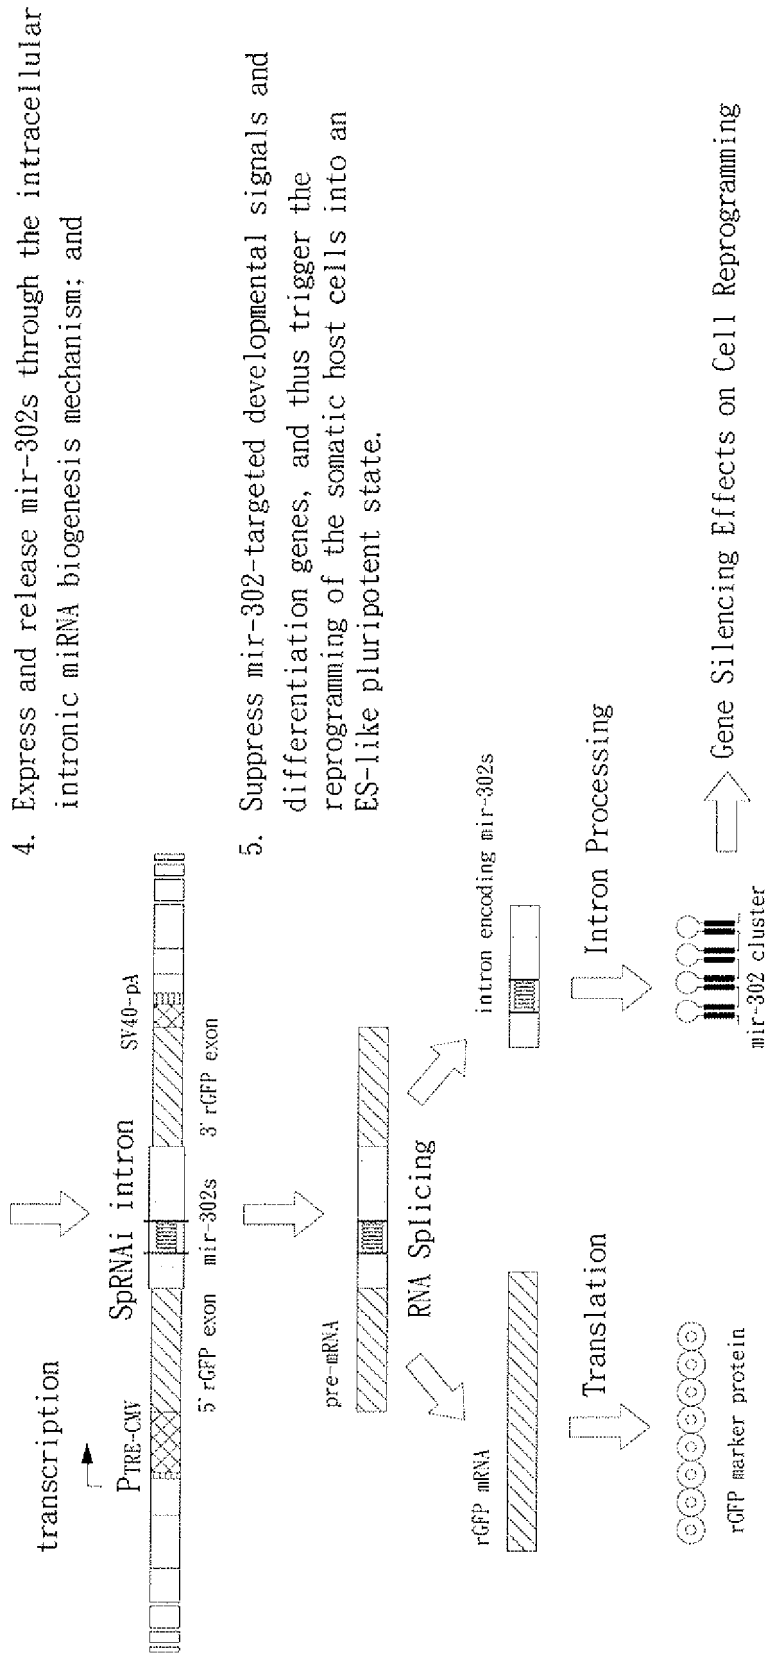 4. Express and release mir-302s through the intracellular
intronic miRNA biogenesis mechanism; and
5. Suppress mir-302-targeted developmental signals and
differentiation genes, and thus trigger the
reprogramming of the somatic host cells into an
ES-like pluripotent state.
transcription
PTRE-CMV
SpRNAi intron
SV40-pA
5' rGFP exon
mir-302s
3' rGFP exon
pre-mRNA
RNA Splicing
rGFP mRNA
intron encoding mir-302s
Translation
Intron Processing
rGFP marker protein
mir-302 cluster
Gene Silencing Effects on Cell Reprogramming